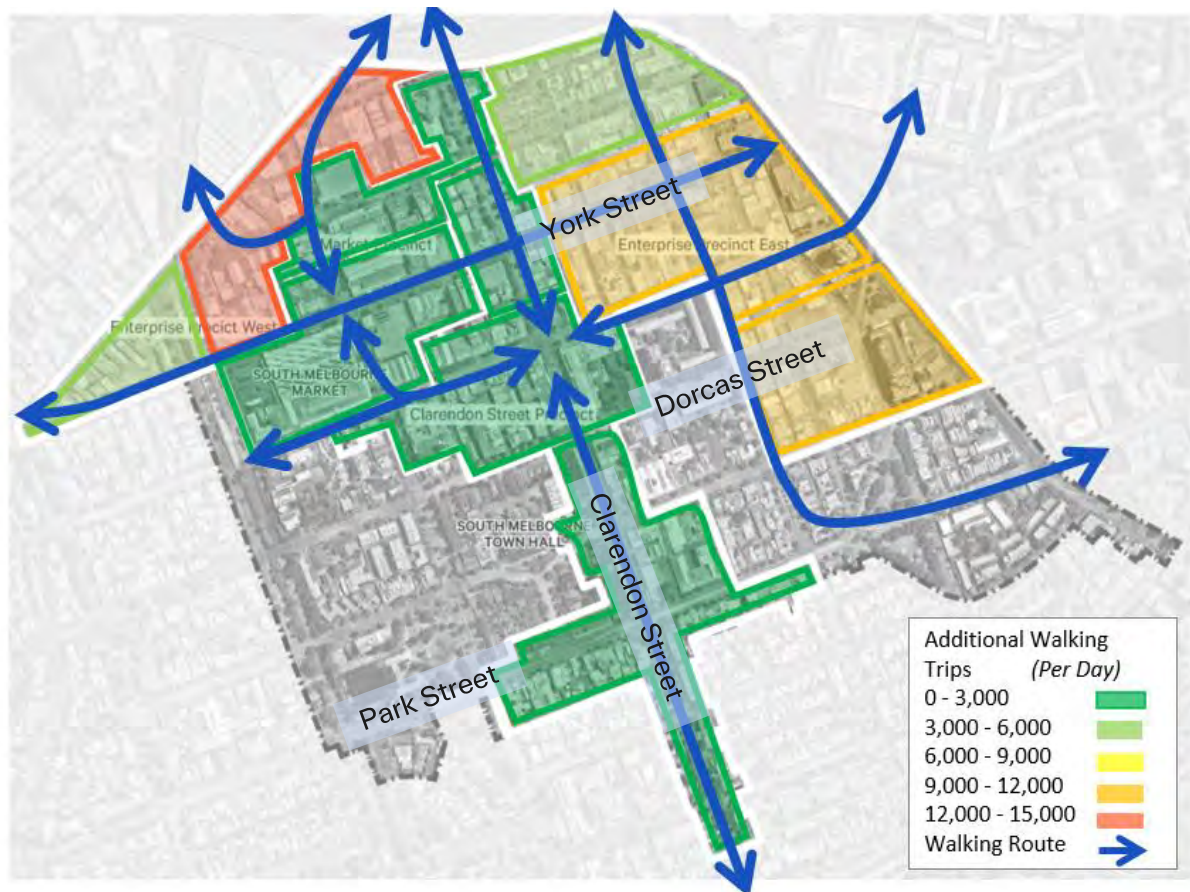 York Street
Market Precinct
Enterprise Precinct East
Enterprise Precict West
SOUTH MELBOURNE
MARKET
Dorcas Street
Clarendon Street Precinct
SOUTH MELBOURNE
TOWN HALL
Clarendon Street
Park Street
Additional Walking
Trips (Per Day)
0 - 3,000
3,000 - 6,000
6,000 - 9,000
9,000 - 12,000
12,000 - 15,000
Walking Route